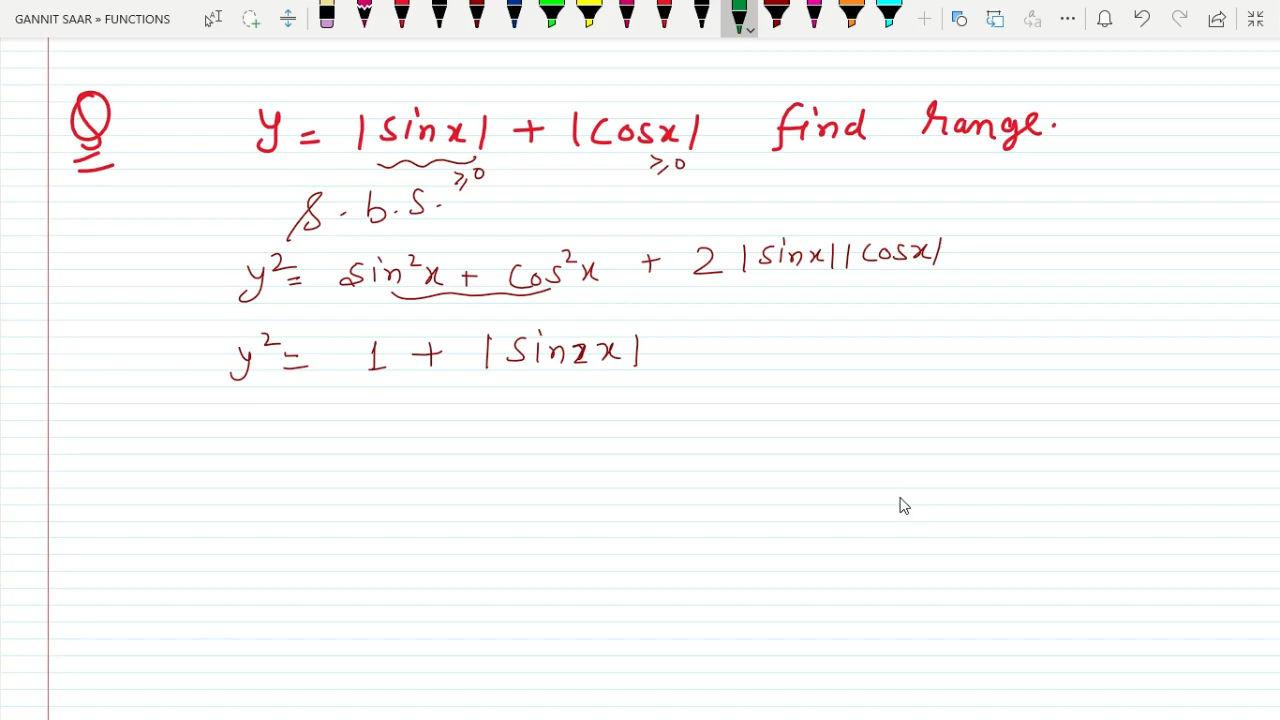 GANNIT SAAR » FUNCTIONS
Q y = |sinx| + |cosx| find range.
≥0 ≥0
S.b.S.
y²= sin²x + cos²x + 2|sinx||cosx|
y²= 1 + |sin2x|